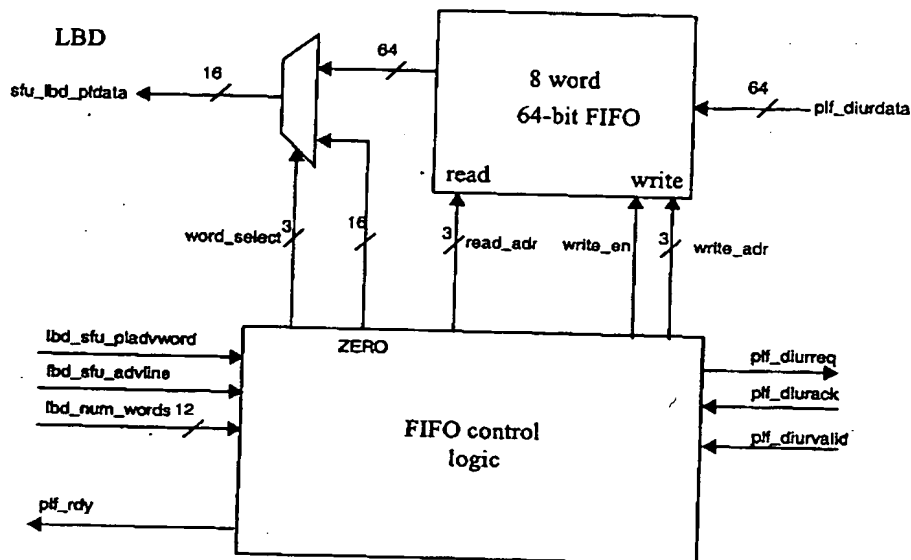 LBD
64
16
8 word
64
sfu_lbd_plfdata
64-bit FIFO
plf_diurdata
read
write
3
16
3
3
word_select
read_adr
write_en
write_adr
lbd_sfu_pladvword
ZERO
plf_diurreq
lbd_sfu_advline
plf_diurack
lbd_num_words 12
FIFO control
plf_diurvalid
logic
plf_rdy